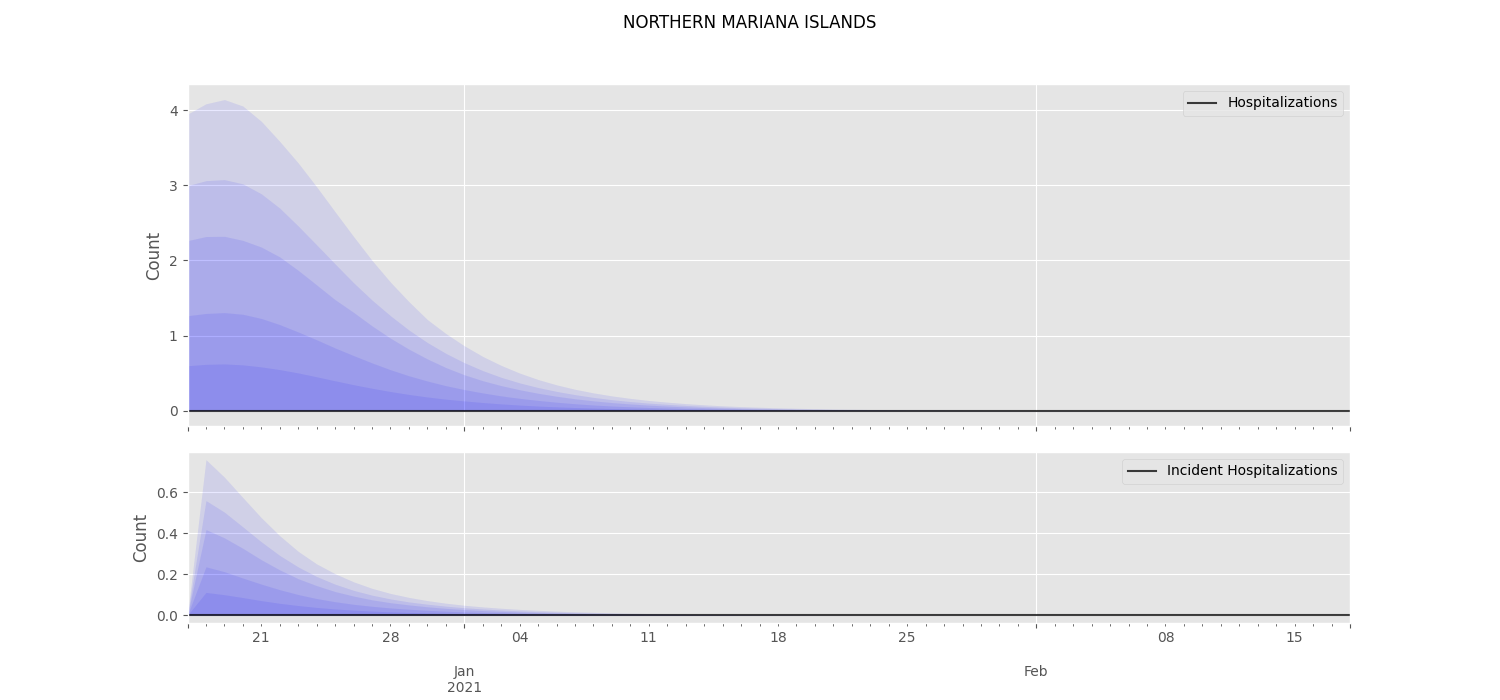 NORTHERN MARIANA ISLANDS
Hospitalizations
Count
4
3
2
1
0
Incident Hospitalizations
Count
0.6
0.4
0.2
0.0
21 28 04 11 18 25 08 15
Jan Feb
2021